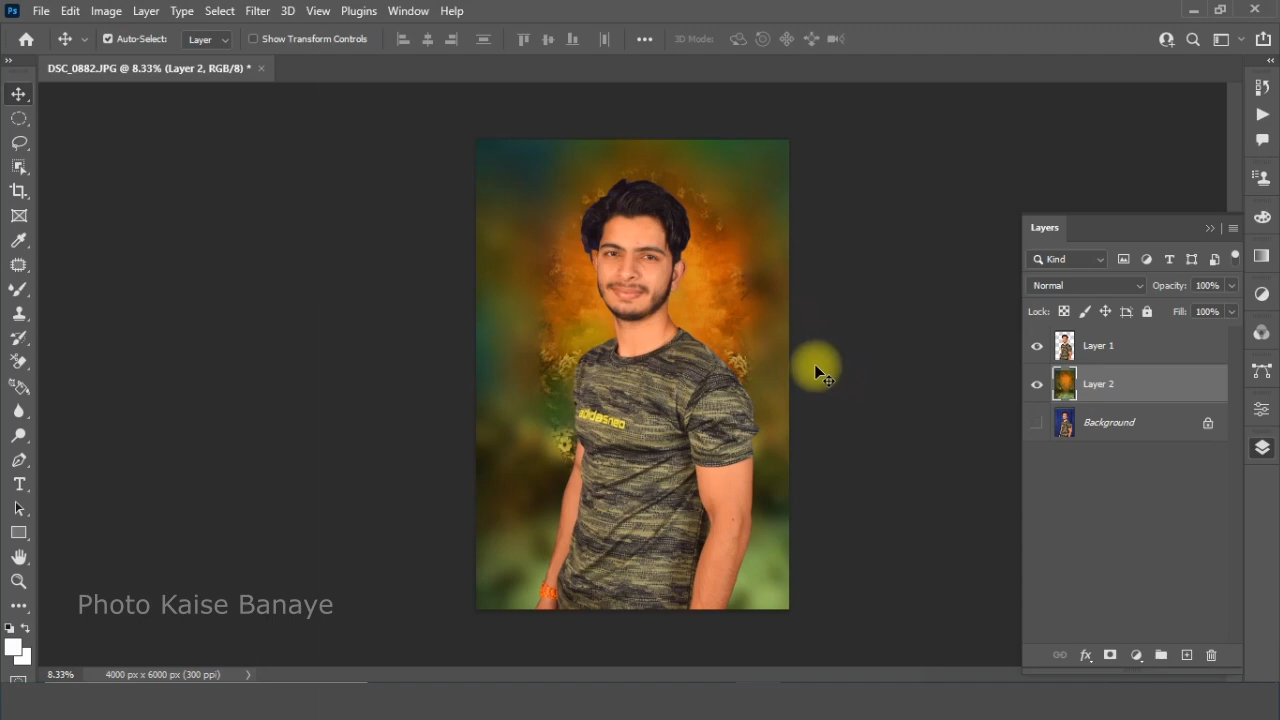 Ps File Edit Image Layer Type Select Filter 3D View Plugins Window Help
Auto-Select: Layer Show Transform Controls 3D Mode:
DSC_0882.JPG @ 8.33% (Layer 2, RGB/8) *
Layers
Kind
Normal Opacity: 100%
Lock: Fill: 100%
Layer 1
Layer 2
Background
adidasneo
Photo Kaise Banaye
8.33% 4000 px x 6000 px (300 ppi)